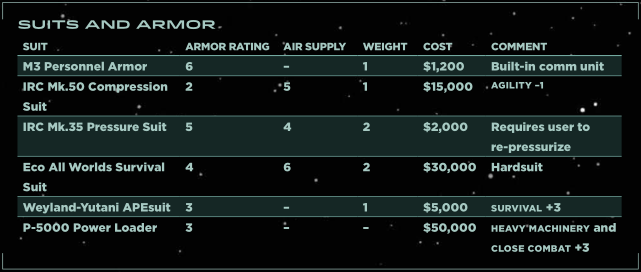 SUITS AND ARMOR
SUIT ARMOR RATING AIR SUPPLY WEIGHT COST COMMENT
M3 Personnel Armor 6 – 1 $1,200 Built-in comm unit
IRC Mk.50 Compression 2 5 1 $15,000 AGILITY –1
Suit
IRC Mk.35 Pressure Suit 5 4 2 $2,000 Requires user to
re-pressurize
Eco All Worlds Survival 4 6 2 $30,000 Hardsuit
Suit
Weyland-Yutani APEsuit 3 – 1 $5,000 SURVIVAL +3
P-5000 Power Loader 3 – – $50,000 HEAVY MACHINERY and
CLOSE COMBAT +3